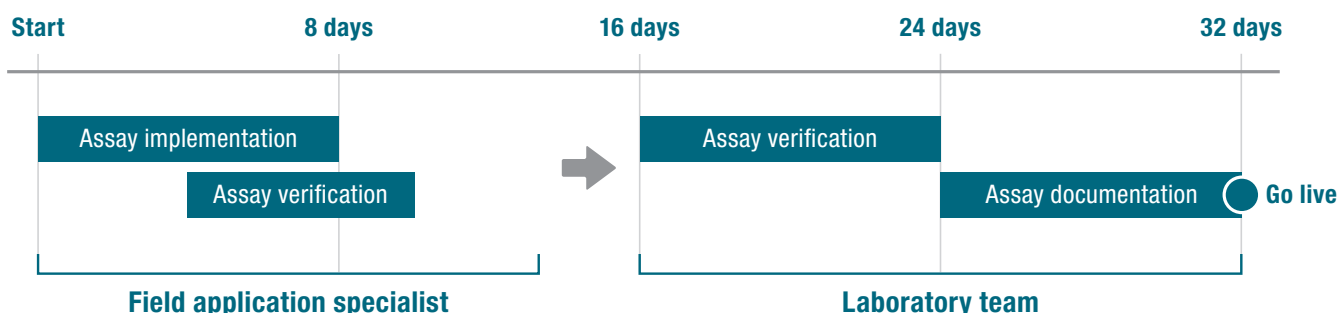 Start 8 days 16 days 24 days 32 days
Assay implementation Assay verification
Assay verification Assay documentation Go live
Field application specialist Laboratory team